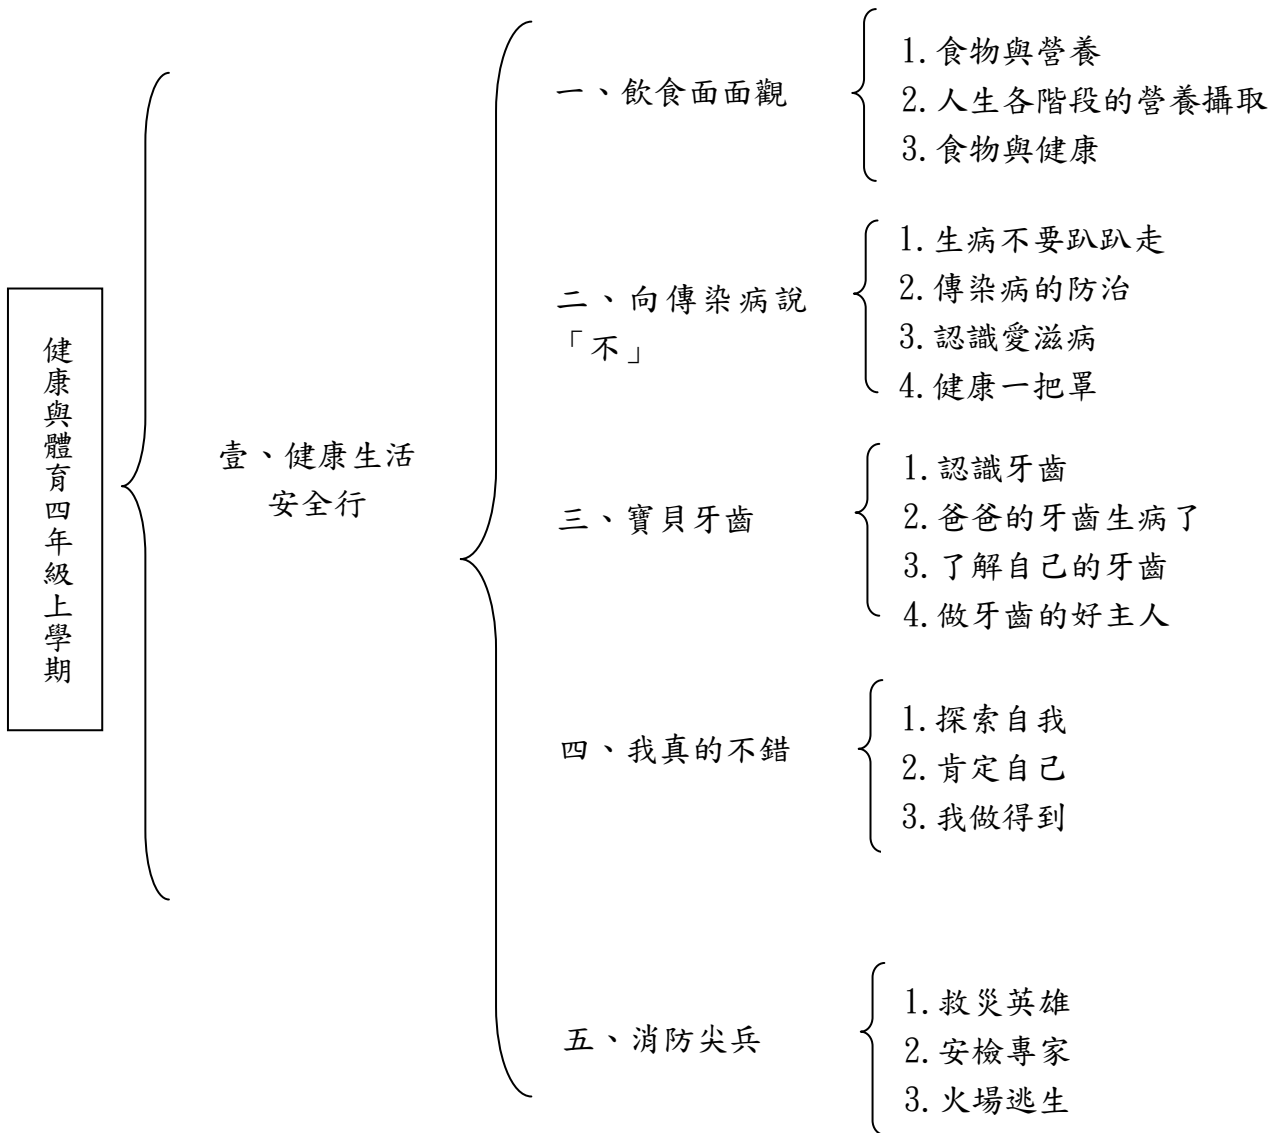 健康與體育四年級上學期
壹、健康生活
安全行
一、飲食面面觀
1.食物與營養
2.人生各階段的營養攝取
3.食物與健康
二、向傳染病說
「不」
1.生病不要趴趴走
2.傳染病的防治
3.認識愛滋病
4.健康一把罩
三、寶貝牙齒
1.認識牙齒
2.爸爸的牙齒生病了
3.了解自己的牙齒
4.做牙齒的好主人
四、我真的不錯
1.探索自我
2.肯定自己
3.我做得到
五、消防尖兵
1.救災英雄
2.安檢專家
3.火場逃生